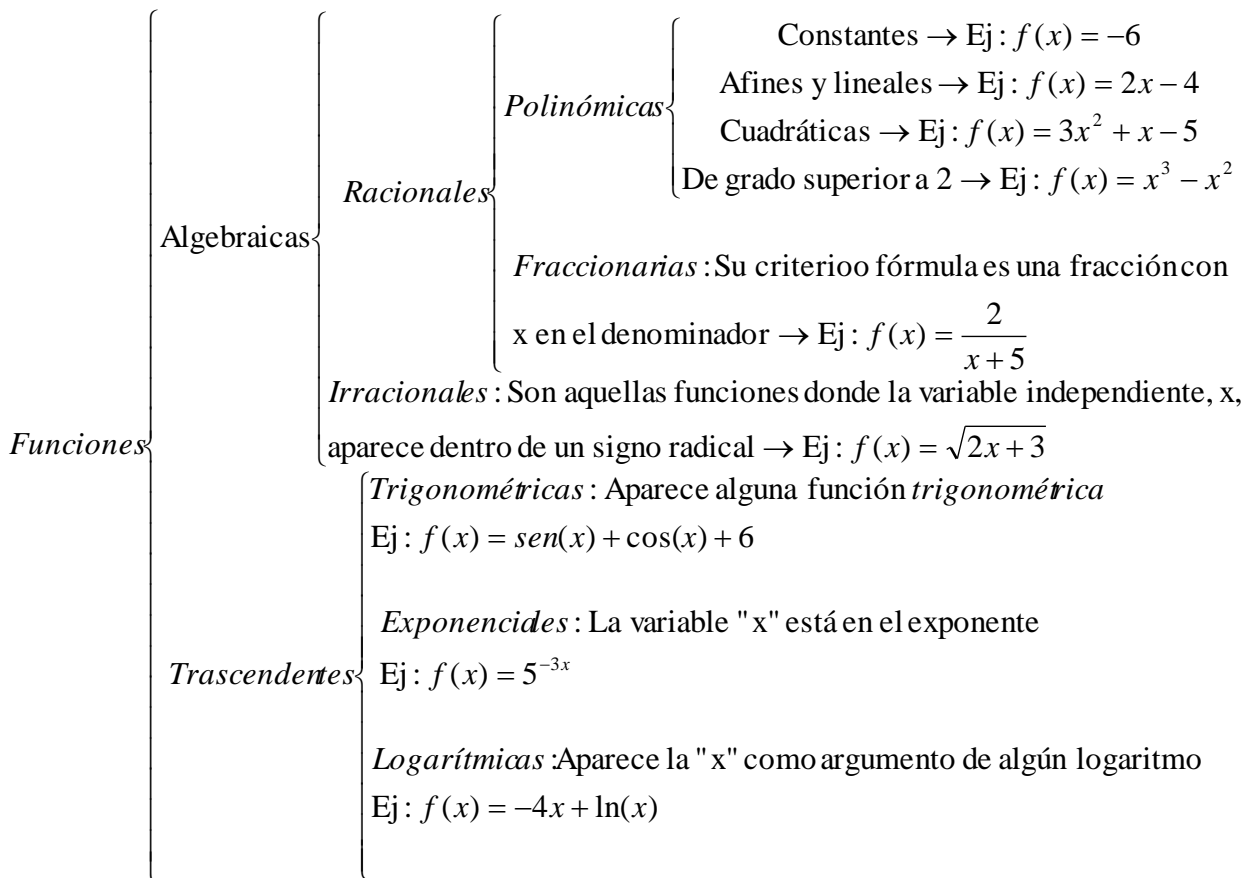 Constantes → Ej: f(x) = −6
Afines y lineales → Ej: f(x) = 2x − 4
Polinómicas
Cuadráticas → Ej: f(x) = 3x² + x − 5
De grado superior a 2 → Ej: f(x) = x³ − x²
Racionales
Algebraicas
Fraccionarias: Su criterioo fórmula es una fracción con
x en el denominador → Ej: f(x) = 2/(x + 5)
Irracionales: Son aquellas funciones donde la variable independiente, x,
aparece dentro de un signo radical → Ej: f(x) = √(2x + 3)
Funciones
Trigonométricas: Aparece alguna función trigonométrica
Ej: f(x) = sen(x) + cos(x) + 6
Exponenciales: La variable "x" está en el exponente
Trascendentes
Ej: f(x) = 5⁻³ˣ
Logarítmicas:Aparece la "x" como argumento de algún logaritmo
Ej: f(x) = −4x + ln(x)